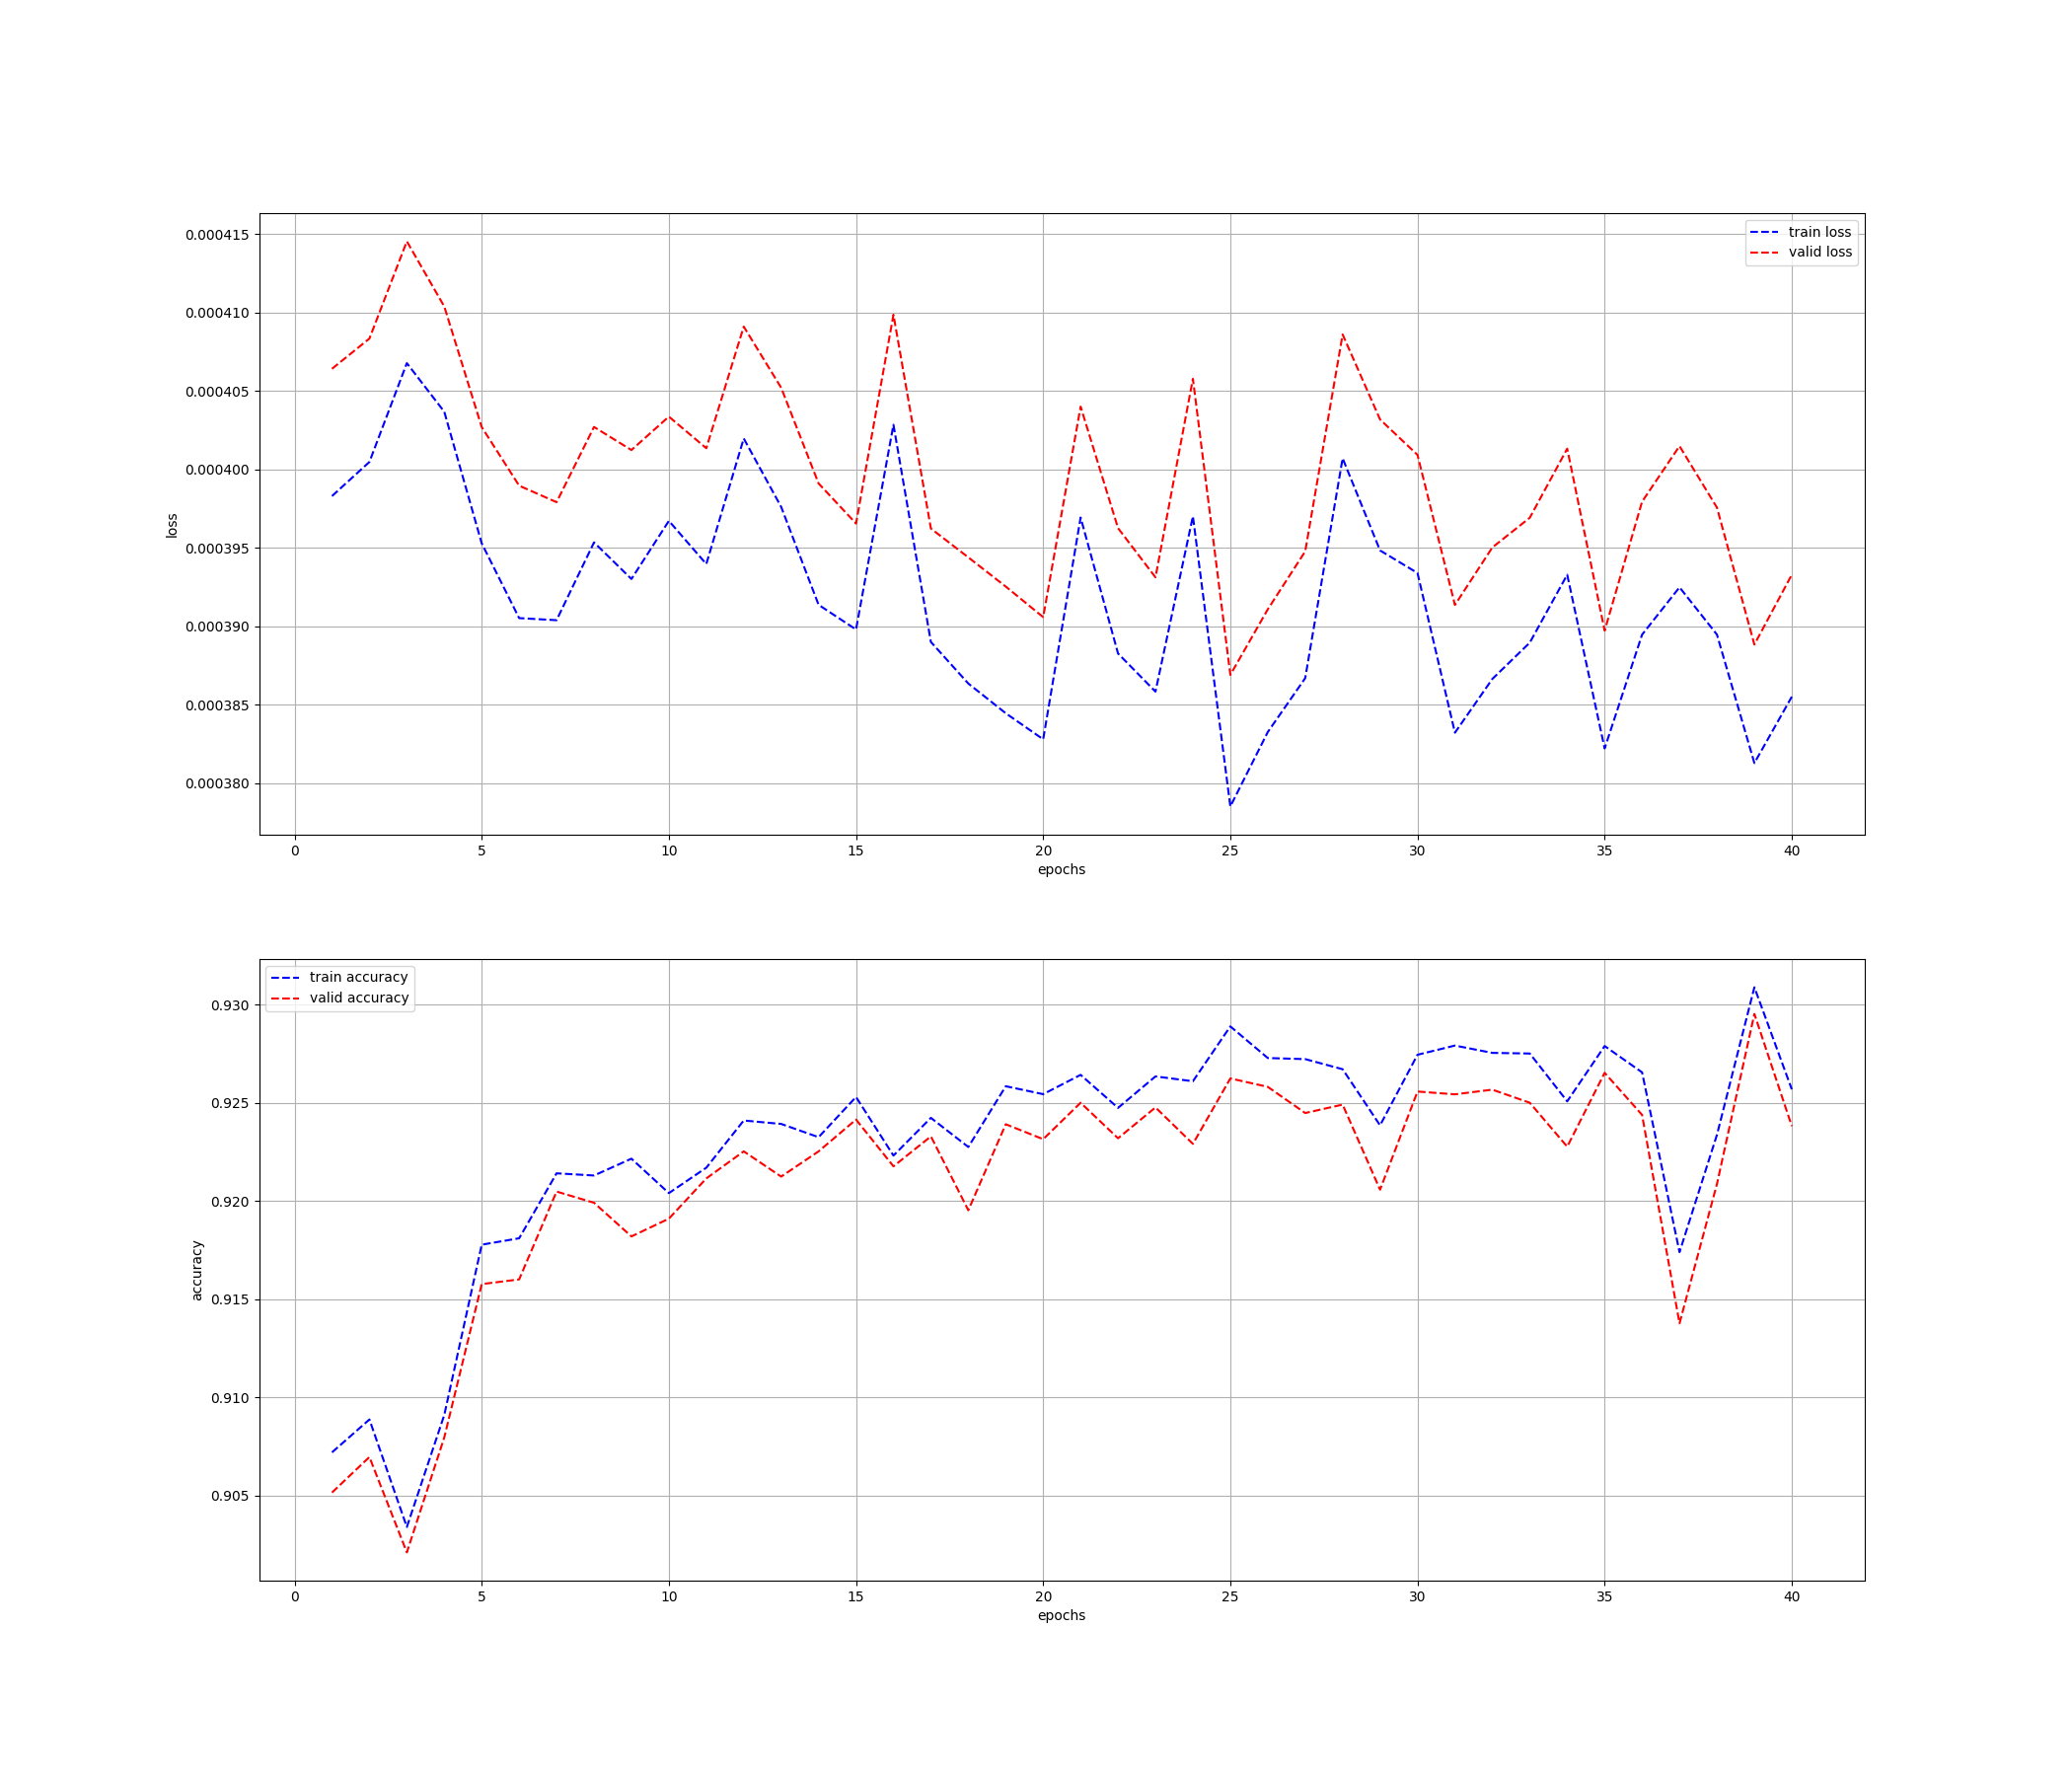 train loss
valid loss
0.000415
0.000410
0.000405
0.000400
0.000395
0.000390
0.000385
0.000380
loss
0 5 10 15 20 25 30 35 40
epochs
train accuracy
valid accuracy
0.930
0.925
0.920
0.915
0.910
0.905
accuracy
0 5 10 15 20 25 30 35 40
epochs